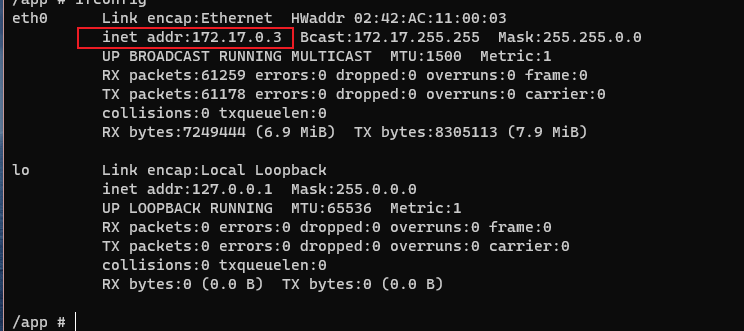 /app # ifconfig
eth0      Link encap:Ethernet  HWaddr 02:42:AC:11:00:03
          inet addr:172.17.0.3  Bcast:172.17.255.255  Mask:255.255.0.0
          UP BROADCAST RUNNING MULTICAST  MTU:1500  Metric:1
          RX packets:61259 errors:0 dropped:0 overruns:0 frame:0
          TX packets:61178 errors:0 dropped:0 overruns:0 carrier:0
          collisions:0 txqueuelen:0
          RX bytes:7249444 (6.9 MiB)  TX bytes:8305113 (7.9 MiB)

lo        Link encap:Local Loopback
          inet addr:127.0.0.1  Mask:255.0.0.0
          UP LOOPBACK RUNNING  MTU:65536  Metric:1
          RX packets:0 errors:0 dropped:0 overruns:0 frame:0
          TX packets:0 errors:0 dropped:0 overruns:0 carrier:0
          collisions:0 txqueuelen:0
          RX bytes:0 (0.0 B)  TX bytes:0 (0.0 B)

/app #